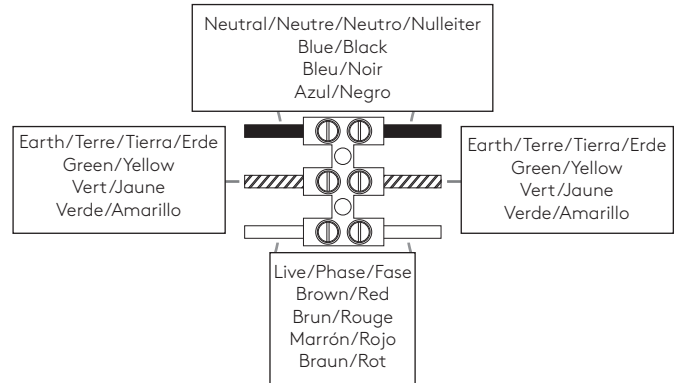 Neutral/Neutre/Neutro/Nulleiter
Blue/Black
Bleu/Noir
Azul/Negro
Earth/Terre/Tierra/Erde
Green/Yellow
Vert/Jaune
Verde/Amarillo
Earth/Terre/Tierra/Erde
Green/Yellow
Vert/Jaune
Verde/Amarillo
Live/Phase/Fase
Brown/Red
Brun/Rouge
Marrón/Rojo
Braun/Rot